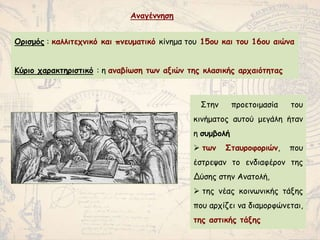 Αναγέννηση
Ορισμός : καλλιτεχνικό και πνευματικό κίνημα του 15ου και του 16ου αιώνα
Κύριο χαρακτηριστικό : η αναβίωση των αξιών της κλασικής αρχαιότητας
Στην προετοιμασία του
κινήματος αυτού μεγάλη ήταν
η συμβολή
➢ των Σταυροφοριών, που
έστρεψαν το ενδιαφέρον της
Δύσης στην Ανατολή,
➢ της νέας κοινωνικής τάξης
που αρχίζει να διαμορφώνεται,
της αστικής τάξης